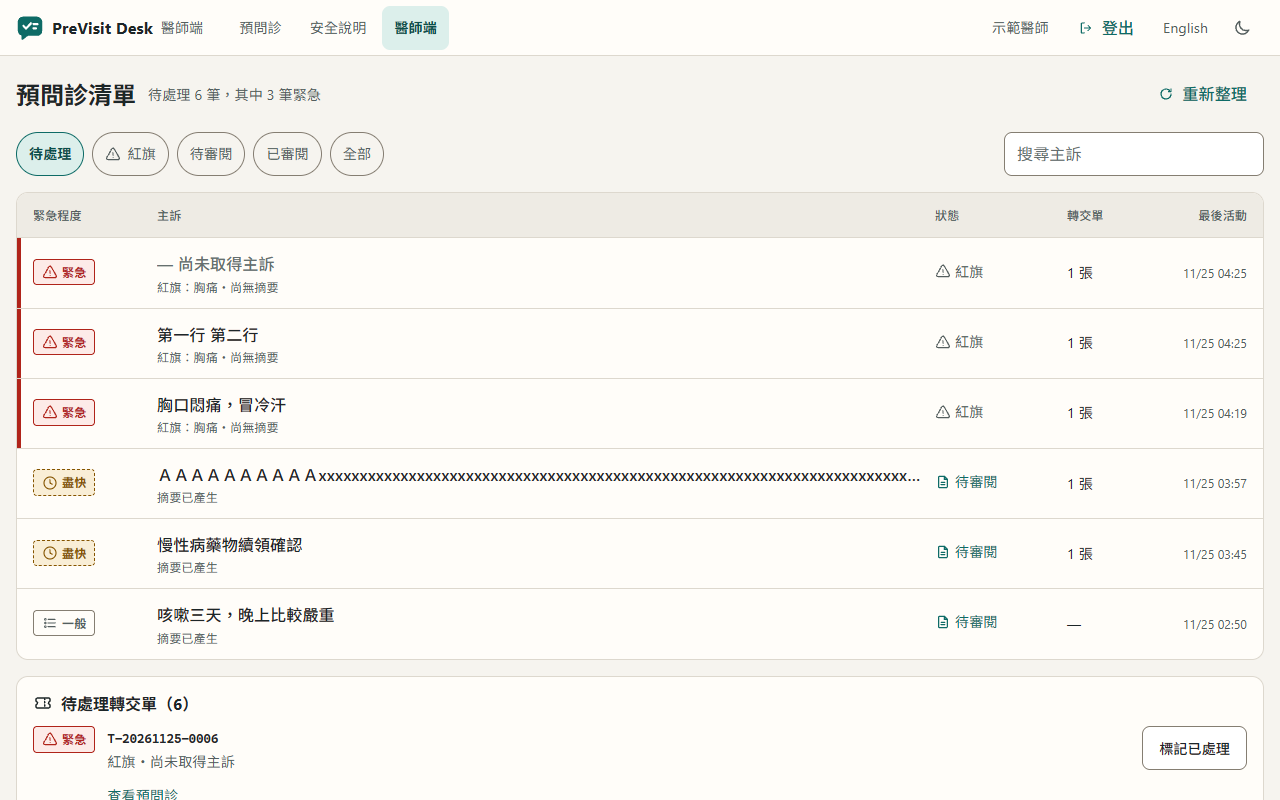 PreVisit Desk 醫師端 預問診 安全說明 醫師端 示範醫師 登出 English
預問診清單 待處理 6 筆，其中 3 筆緊急 重新整理
待處理 紅旗 待審閱 已審閱 全部 搜尋主訴
緊急程度 主訴 狀態 轉交單 最後活動
緊急 — 尚未取得主訴 紅旗 1 張 11/25 04:25
紅旗：胸痛・尚無摘要
緊急 第一行 第二行 紅旗 1 張 11/25 04:25
紅旗：胸痛・尚無摘要
緊急 胸口悶痛，冒冷汗 紅旗 1 張 11/25 04:19
紅旗：胸痛・尚無摘要
盡快 ＡＡＡＡＡＡＡＡＡＡxxxxxxxxxxxxxxxxxxxxxxxxxxxxxxxxxxxxxxxxxxxxxxxxxxxxxxxxxxxxxxxxxxxxxxxxxx... 待審閱 1 張 11/25 03:57
摘要已產生
盡快 慢性病藥物續領確認 待審閱 1 張 11/25 03:45
摘要已產生
一般 咳嗽三天，晚上比較嚴重 待審閱 — 11/25 02:50
摘要已產生
待處理轉交單（6）
緊急 T-20261125-0006 標記已處理
紅旗・尚未取得主訴
查看預問診